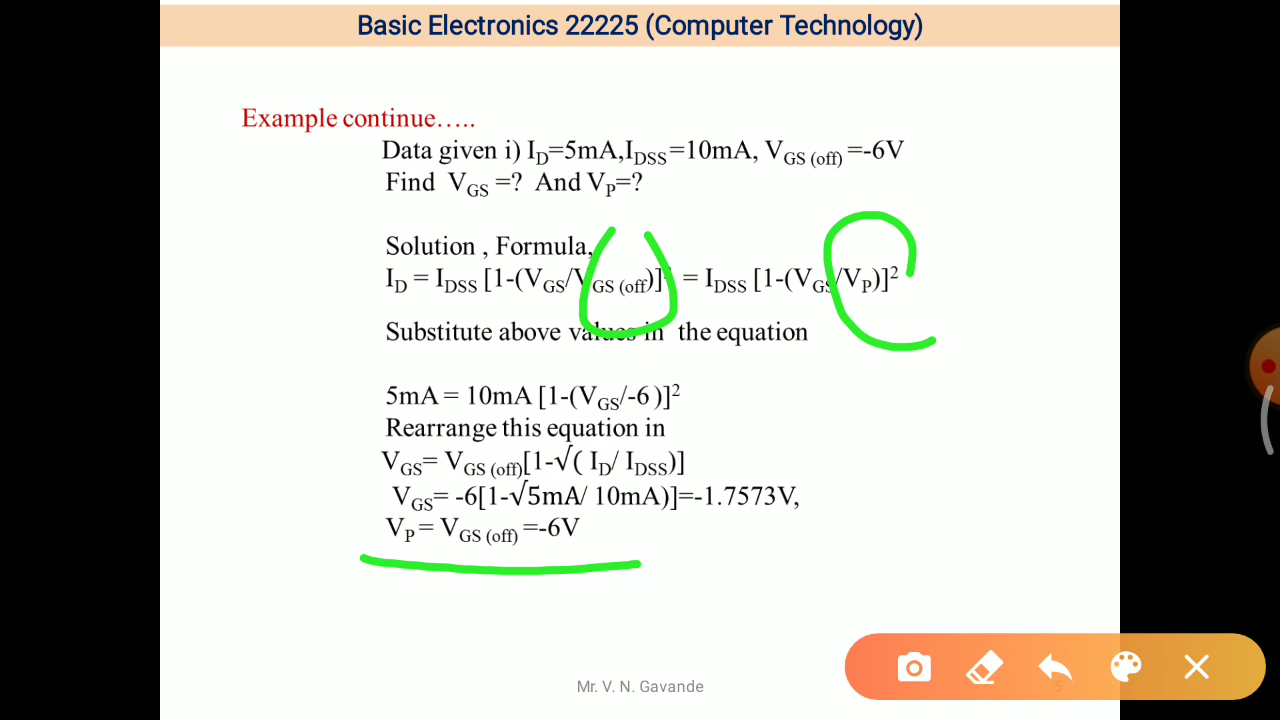 Basic Electronics 22225 (Computer Technology)
Example continue…..
Data given i) ID=5mA,IDSS=10mA, VGS (off) =-6V
Find VGS =? And VP=?
Solution , Formula,
ID = IDSS [1-(VGS/VGS (off))]² = IDSS [1-(VGS/VP)]²
Substitute above values in the equation
5mA = 10mA [1-(VGS/-6 )]²
Rearrange this equation in
VGS= VGS (off)[1-√( ID/ IDSS)]
VGS= -6[1-√5mA/ 10mA)]=-1.7573V,
VP = VGS (off) =-6V
Mr. V. N. Gavande
5